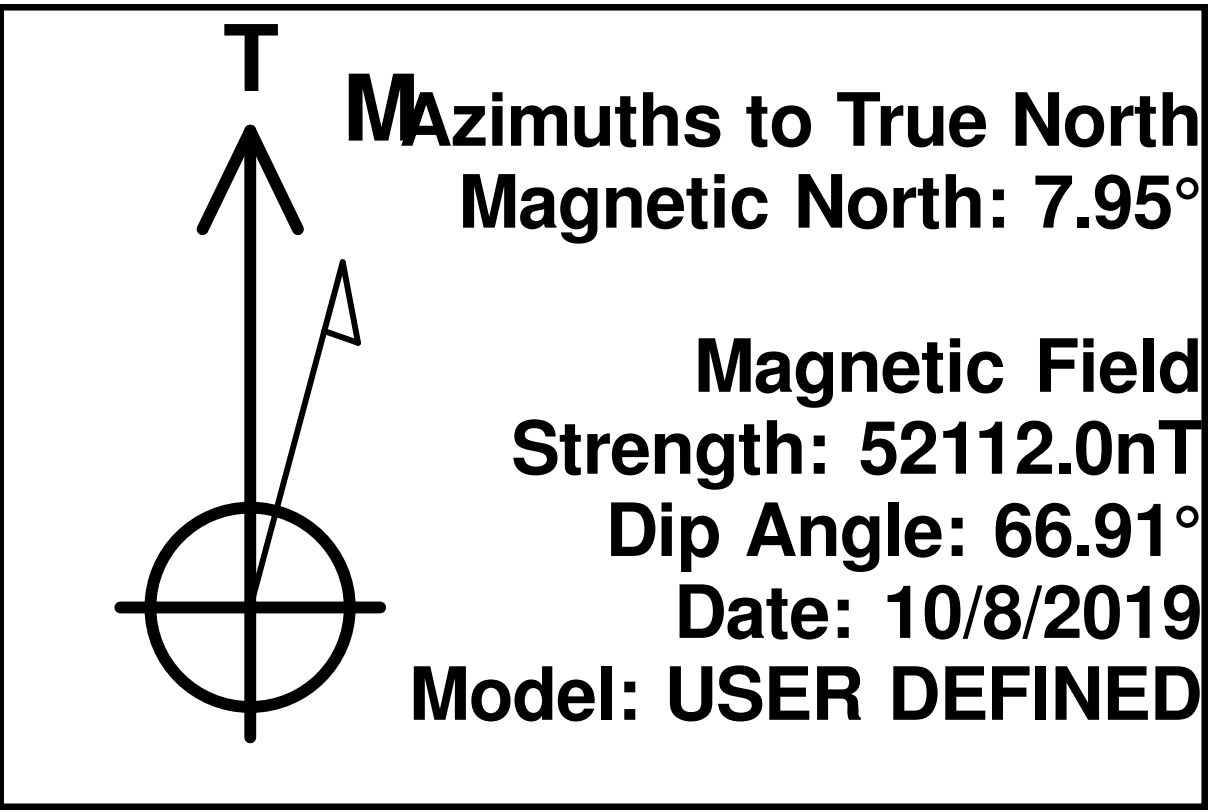 T
M
Azimuths to True North
Magnetic North: 7.95°
Magnetic Field
Strength: 52112.0nT
Dip Angle: 66.91°
Date: 10/8/2019
Model: USER DEFINED